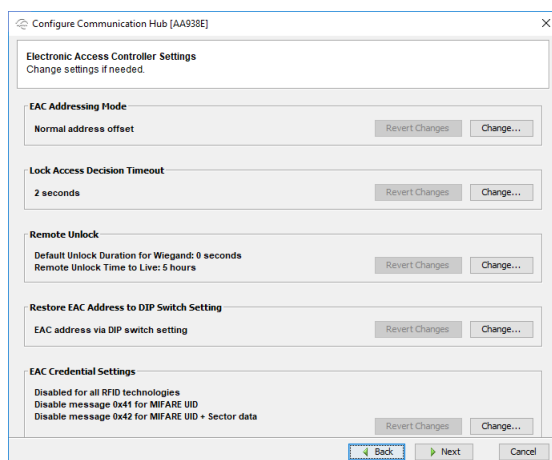 Configure Communication Hub [AA938E]
Electronic Access Controller Settings
Change settings if needed.
EAC Addressing Mode
Normal address offset
Revert Changes
Change...
Lock Access Decision Timeout
2 seconds
Revert Changes
Change...
Remote Unlock
Default Unlock Duration for Wiegand: 0 seconds
Remote Unlock Time to Live: 5 hours
Revert Changes
Change...
Restore EAC Address to DIP Switch Setting
EAC address via DIP switch setting
Revert Changes
Change...
EAC Credential Settings
Disabled for all RFID technologies
Disable message 0x41 for MIFARE UID
Disable message 0x42 for MIFARE UID + Sector data
Revert Changes
Change...
Back
Next
Cancel